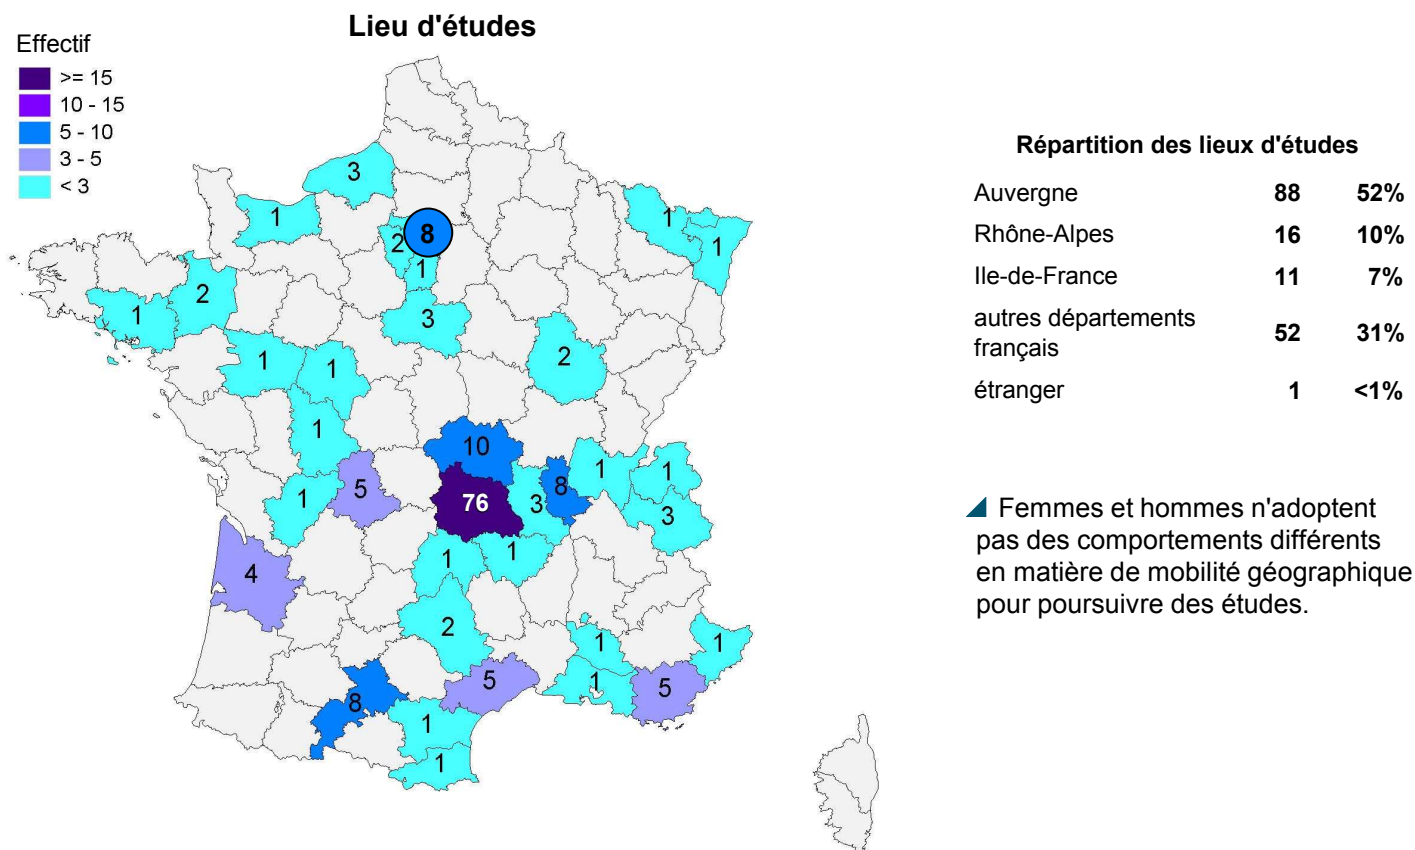 Lieu d'études
Effectif
>= 15
10 - 15
5 - 10
3 - 5
< 3
3
1
8
2
1
1
1
2
1
3
1
1
2
1
10
5
1
76
3
8
1
1
3
1
1
4
2
1
1
1
5
5
8
1
1
Répartition des lieux d'études
Auvergne 88 52%
Rhône-Alpes 16 10%
Ile-de-France 11 7%
autres départements
français 52 31%
étranger 1 <1%
Femmes et hommes n'adoptent
pas des comportements différents
en matière de mobilité géographique
pour poursuivre des études.